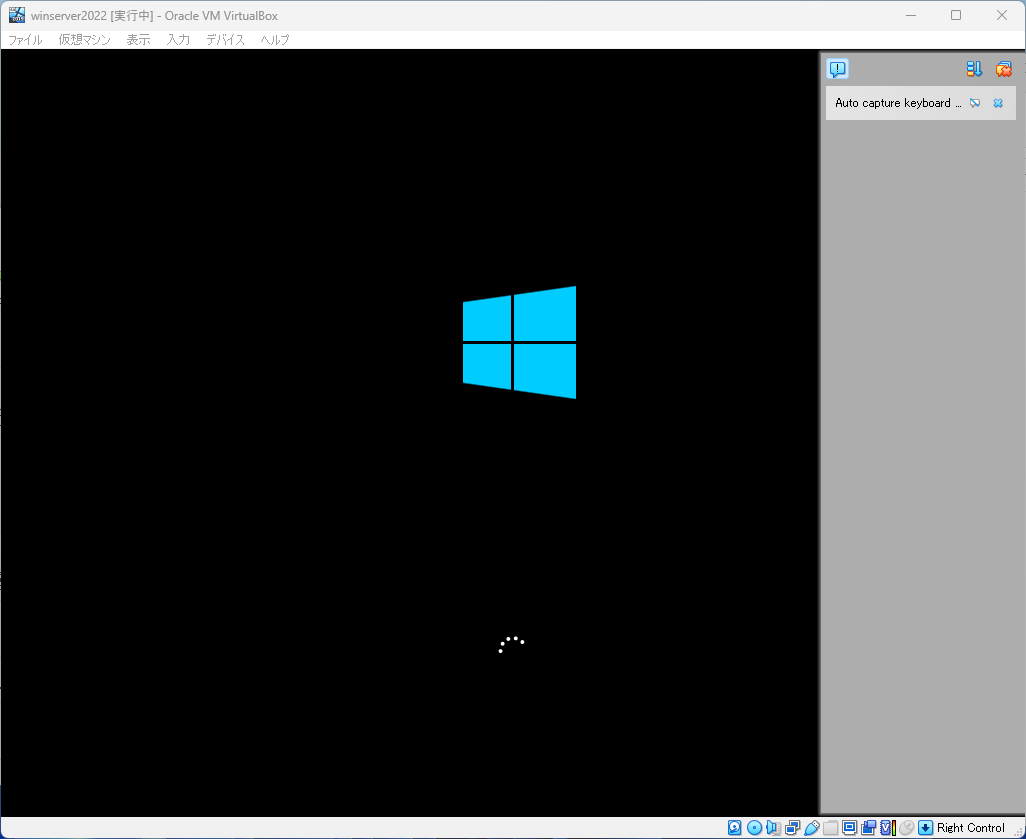 winserver2022 [実行中] - Oracle VM VirtualBox
ファイル 仮想マシン 表示 入力 デバイス ヘルプ
Auto capture keyboard ...
Right Control